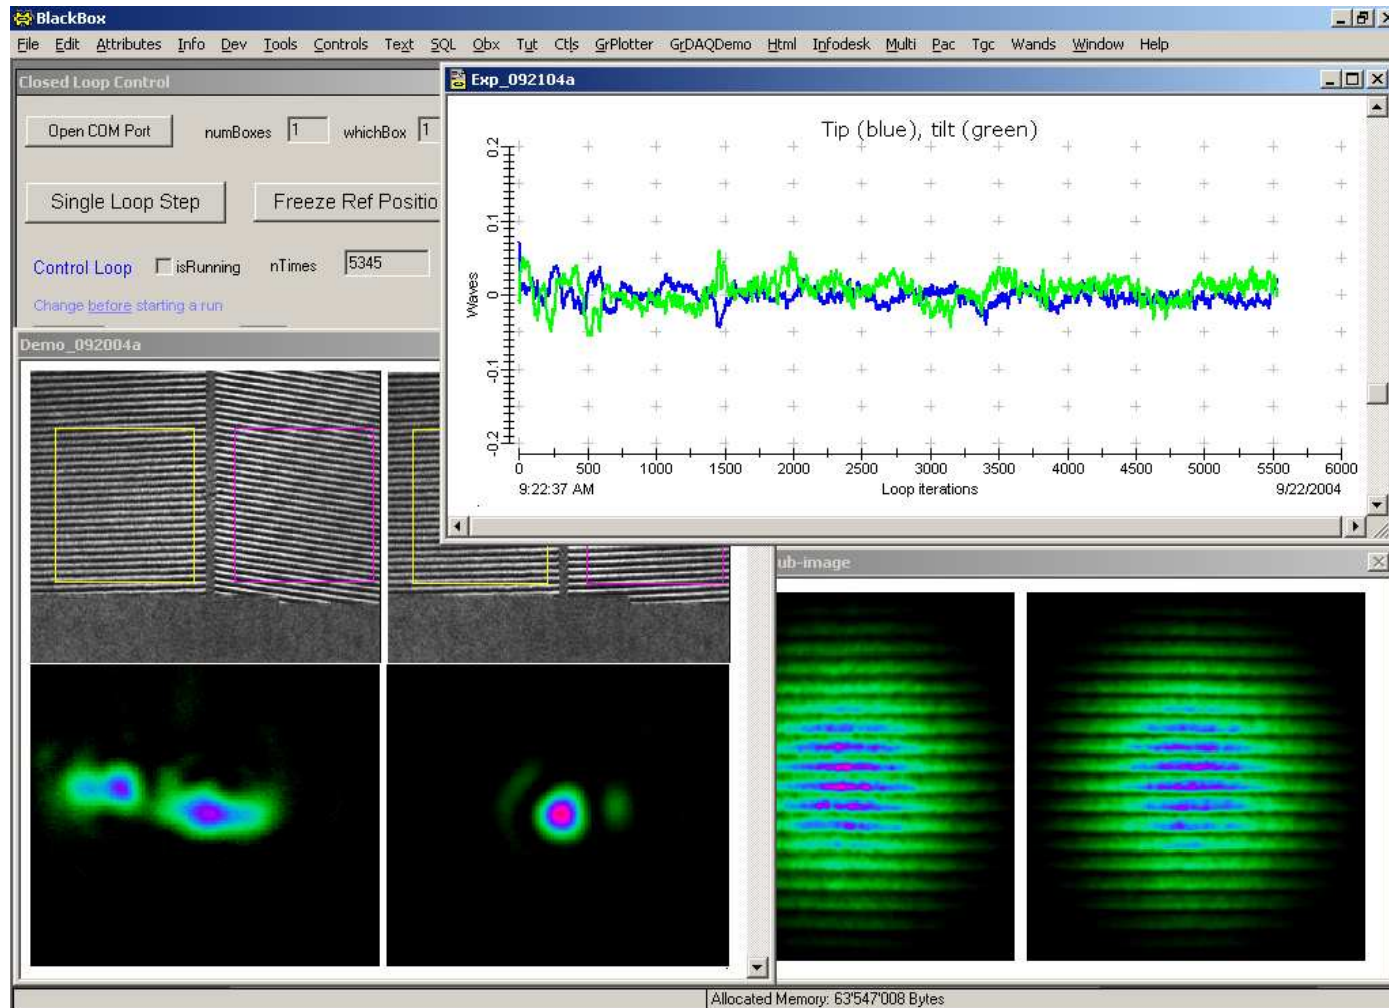 BlackBox
File Edit Attributes Info Dev Tools Controls Text SQL Obx Tut Ctls GrPlotter GrDAQDemo Html Infodesk Multi Pac Tgc Wands Window Help
Closed Loop Control
Open COM Port numBoxes 1 whichBox 1
Single Loop Step Freeze Ref Positio
Control Loop isRunning nTimes 5345
Change before starting a run
Exp_092104a
Tip (blue), tilt (green)
0.2
0.1
0
-0.1
-0.2
Waves
0 500 1000 1500 2000 2500 3000 3500 4000 4500 5000 5500 6000
9:22:37 AM Loop iterations 9/22/2004
Demo_092004a
ub-image
Allocated Memory: 63'547'008 Bytes